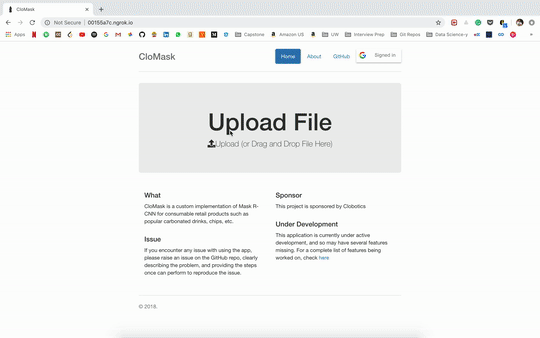 CloMask
Not Secure | 00155a7c.ngrok.io
Apps
Capstone
Amazon US
UW
Interview Prep
Git Repos
Data Science-y
CloMask
Home
About
GitHub
Signed in
Upload File
Upload (or Drag and Drop File Here)
What
CloMask is a custom implementation of Mask R-
CNN for consumable retail products such as
popular carbonated drinks, chips, etc.
Issue
If you encounter any issue with using the app,
please raise an issue on the GitHub repo, clearly
describing the problem, and providing the steps
once can perform to reproduce the issue.
Sponsor
This project is sponsored by Clobotics
Under Development
This application is currently under active
development, and so may have several features
missing. For a complete list of features being
worked on, check here
© 2018.